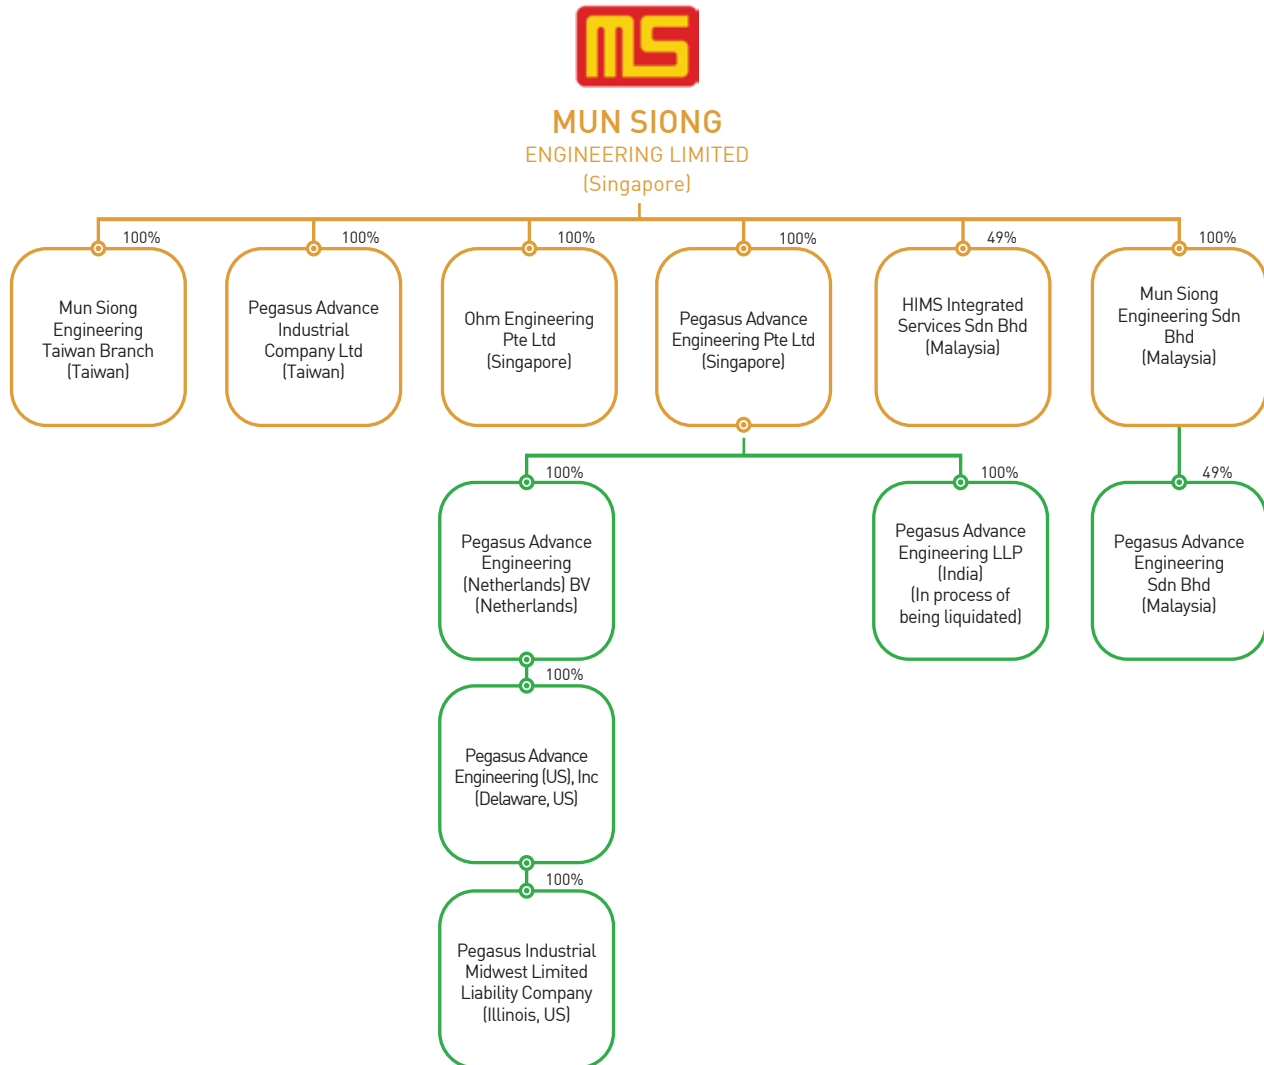 ms
MUN SIONG
ENGINEERING LIMITED
(Singapore)
100%
100%
100%
100%
49%
100%
Mun Siong
Engineering
Taiwan Branch
(Taiwan)
Pegasus Advance
Industrial
Company Ltd
(Taiwan)
Ohm Engineering
Pte Ltd
(Singapore)
Pegasus Advance
Engineering Pte Ltd
(Singapore)
HIMS Integrated
Services Sdn Bhd
(Malaysia)
Mun Siong
Engineering Sdn
Bhd
(Malaysia)
100%
100%
49%
Pegasus Advance
Engineering
(Netherlands) BV
(Netherlands)
Pegasus Advance
Engineering LLP
(India)
(In process of
being liquidated)
Pegasus Advance
Engineering
Sdn Bhd
(Malaysia)
100%
Pegasus Advance
Engineering (US), Inc
(Delaware, US)
100%
Pegasus Industrial
Midwest Limited
Liability Company
(Illinois, US)